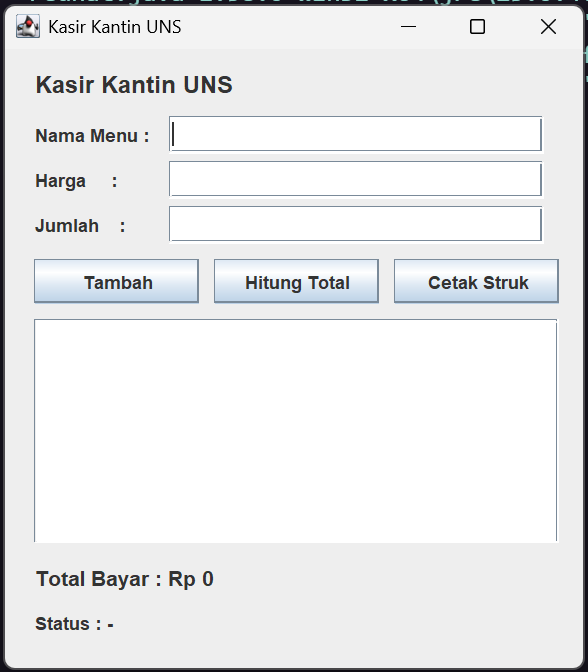 Kasir Kantin UNS
Kasir Kantin UNS
Nama Menu :
Harga :
Jumlah :
Tambah Hitung Total Cetak Struk
Total Bayar : Rp 0
Status : -